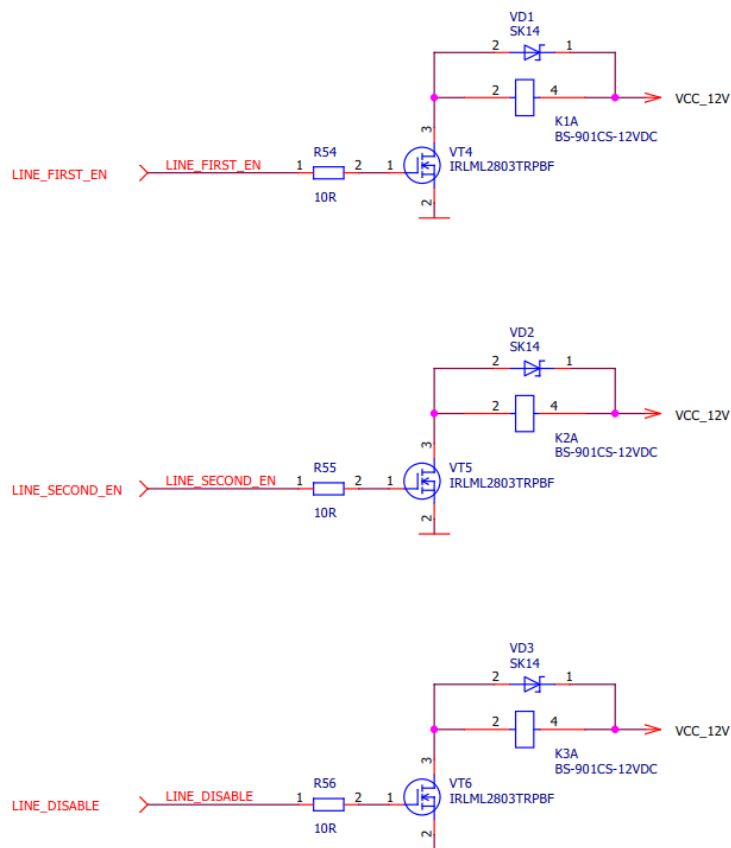 VD1
SK14
2 1
2 4
VCC_12V
K1A
BS-901CS-12VDC
3
R54
VT4
IRLML2803TRPBF
LINE_FIRST_EN
LINE_FIRST_EN
1 2 1
10R
2
VD2
SK14
2 1
2 4
VCC_12V
K2A
BS-901CS-12VDC
3
R55
VT5
IRLML2803TRPBF
LINE_SECOND_EN
LINE_SECOND_EN
1 2 1
10R
2
VD3
SK14
2 1
2 4
VCC_12V
K3A
BS-901CS-12VDC
3
R56
VT6
IRLML2803TRPBF
LINE_DISABLE
LINE_DISABLE
1 2 1
10R
2